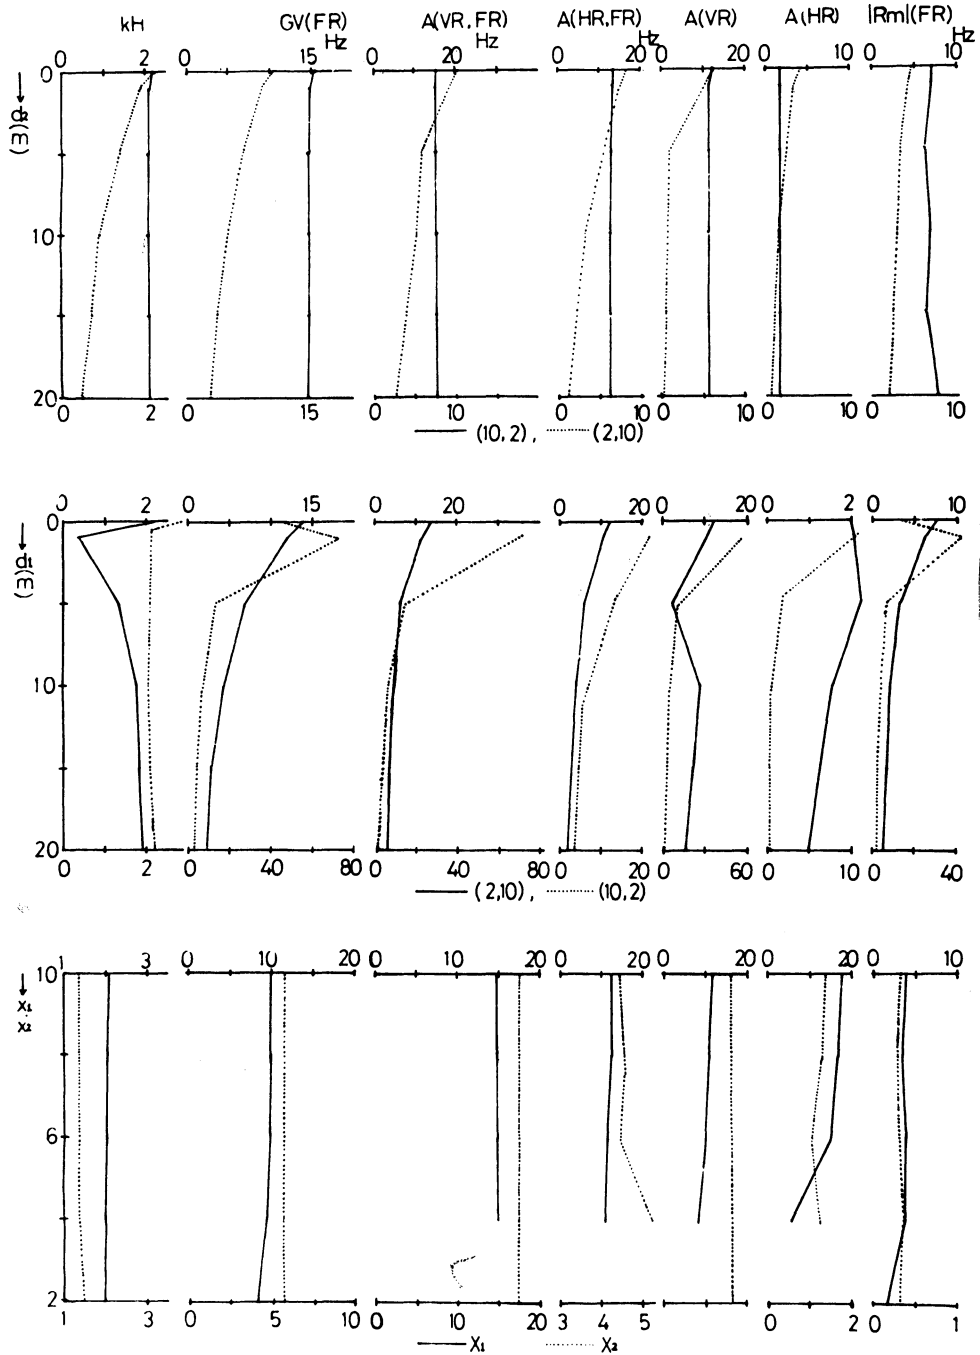 kH GV(FR) A(VR,FR) A(HR,FR) A(VR) A(HR) |Rm|(FR)
Hz Hz Hz Hz
0 2 0 15 0 20 0 20 0 20 0 10 0 10
0
d2
(m)
10
20
0 2 0 15 0 10 0 10 0 10 0 10 0 10
(10,2), (2,10)
0 2 0 15 0 20 0 20 0 20 0 2 0 10
0
d1
(m)
10
20
0 2 0 40 80 0 40 80 0 20 0 60 0 10 0 40
(2,10), (10,2)
1 3 0 10 20 0 10 20 0 20 0 20 0 20 0 10
10
X1
X2
6
2
1 3 0 5 10 0 10 20 3 4 5 0 10 0 2 0 1
X1 X2